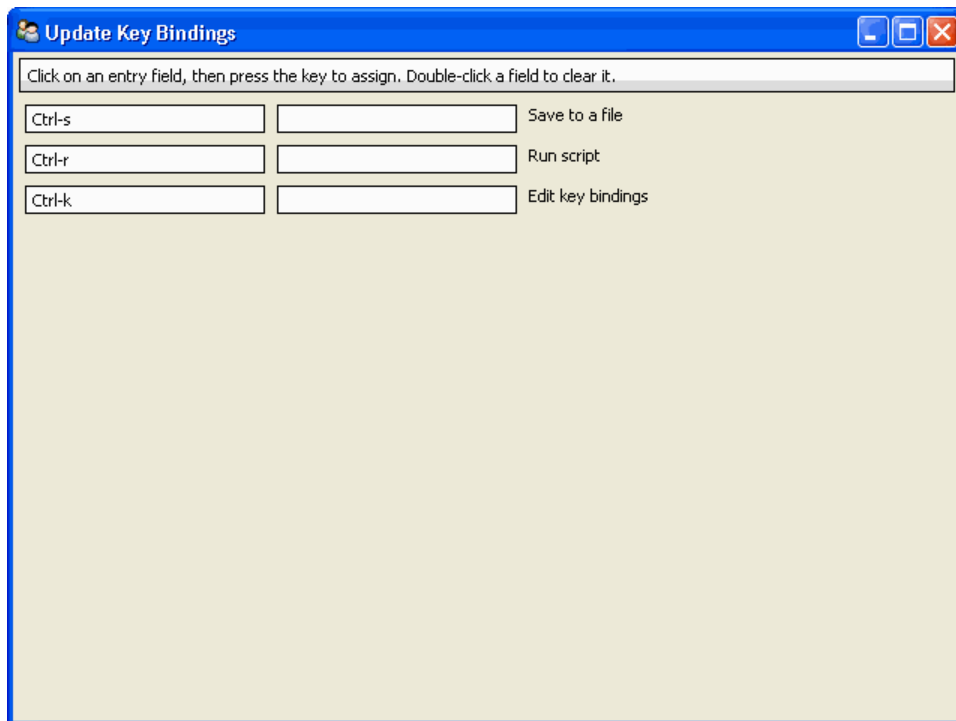 Update Key Bindings
Click on an entry field, then press the key to assign. Double-click a field to clear it.
Ctrl-s Save to a file
Ctrl-r Run script
Ctrl-k Edit key bindings